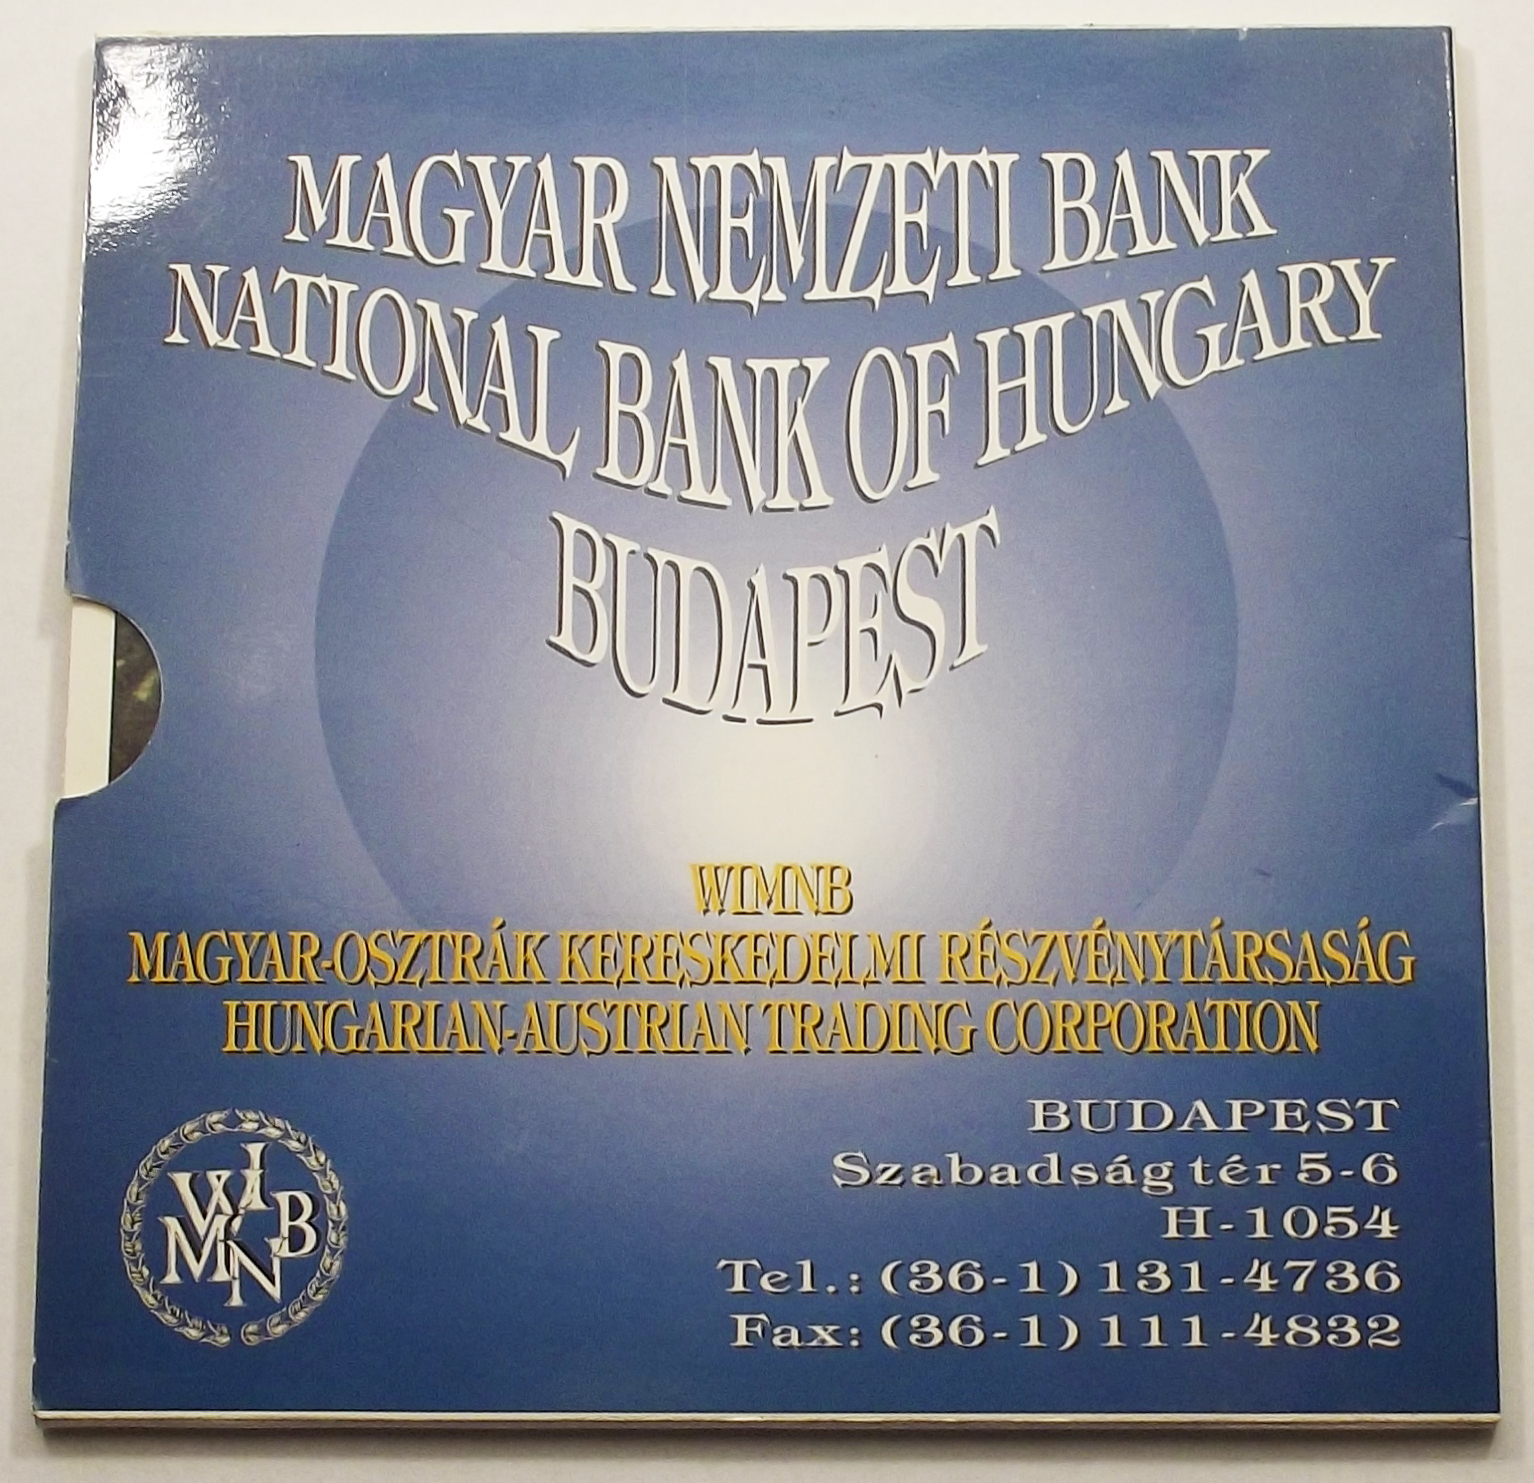 MAGYAR NEMZETI BANK
NATIONAL BANK OF HUNGARY
BUDAPEST
WIMNB
MAGYAR-OSZTRÁK KERESKEDELMI RÉSZVÉNYTÁRSASÁG
HUNGARIAN-AUSTRIAN TRADING CORPORATION
BUDAPEST
Szabadság tér 5-6
H-1054
Tel.: (36-1) 131-4736
Fax: (36-1) 111-4832
WIMNB